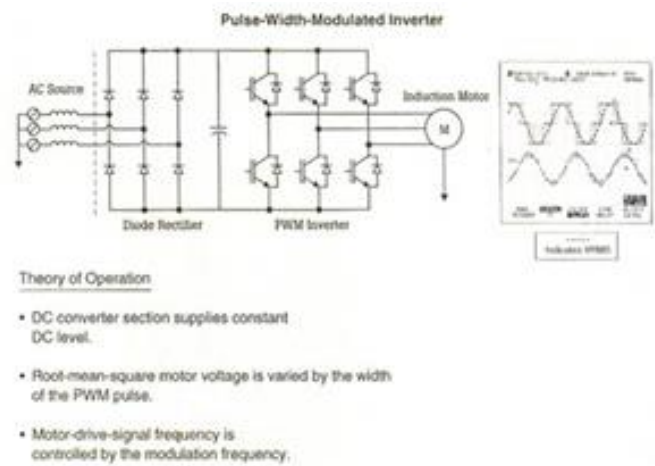 Pulse-Width-Modulated Inverter
AC Source
Induction Motor
M
Diode Rectifier
PWM Inverter
Theory of Operation
• DC converter section supplies constant
DC level.
• Root-mean-square motor voltage is varied by the width
of the PWM pulse.
• Motor-drive-signal frequency is
controlled by the modulation frequency.